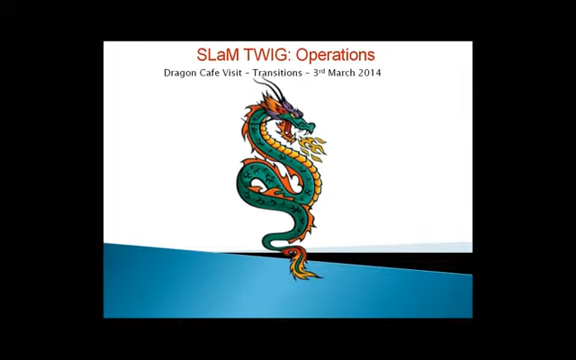 SLaM TWIG: Operations
Dragon Cafe Visit – Transitions – 3rd March 2014